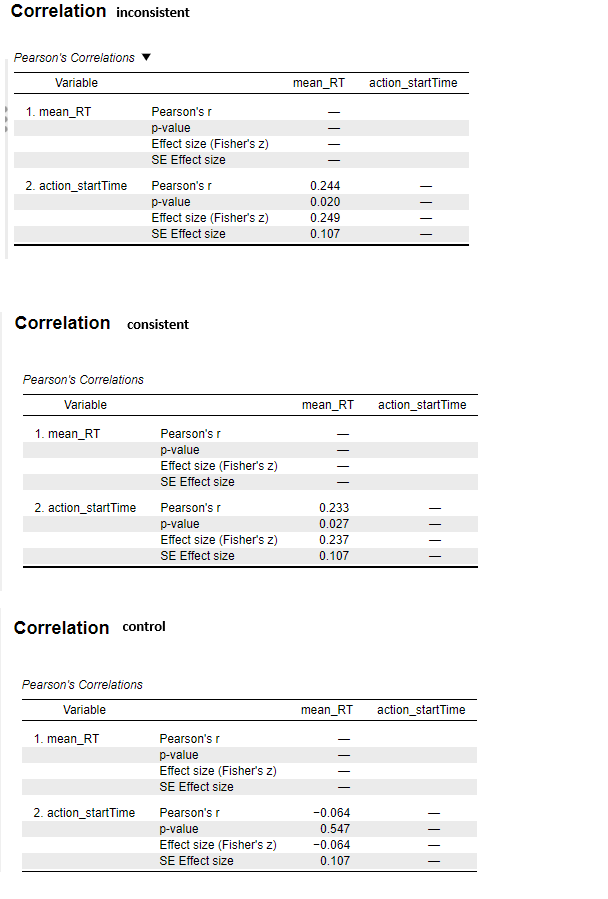 Correlation inconsistent
Pearson's Correlations ▼
Variable mean_RT action_startTime
1. mean_RT Pearson's r —
p-value —
Effect size (Fisher's z) —
SE Effect size —
2. action_startTime Pearson's r 0.244 —
p-value 0.020 —
Effect size (Fisher's z) 0.249 —
SE Effect size 0.107 —
Correlation consistent
Pearson's Correlations
Variable mean_RT action_startTime
1. mean_RT Pearson's r —
p-value —
Effect size (Fisher's z) —
SE Effect size —
2. action_startTime Pearson's r 0.233 —
p-value 0.027 —
Effect size (Fisher's z) 0.237 —
SE Effect size 0.107 —
Correlation control
Pearson's Correlations
Variable mean_RT action_startTime
1. mean_RT Pearson's r —
p-value —
Effect size (Fisher's z) —
SE Effect size —
2. action_startTime Pearson's r −0.064 —
p-value 0.547 —
Effect size (Fisher's z) −0.064 —
SE Effect size 0.107 —